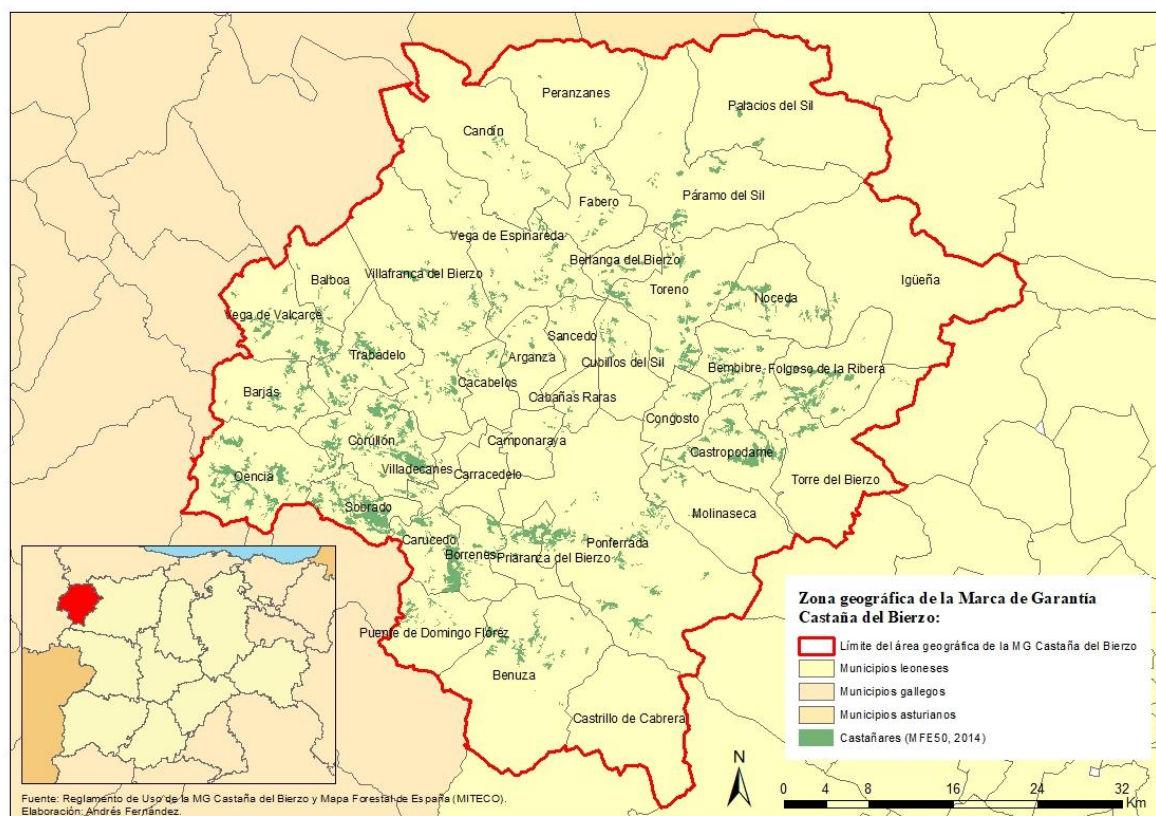 Peranzanes
Palacios del Sil
Candín
Páramo del Sil
Fabero
Vega de Espinareda
Berlanga del Bierzo
Igüeña
Balboa
Villafranca del Bierzo
Toreno
Noceda
Vega de Valcarce
Sancedo
Trabadelo
Arganza
Cubillos del Sil
Bembibre
Folgoso de la Ribera
Cacabelos
Barjas
Cabañas Raras
Congosto
Corullón
Camponaraya
Castropodame
Villadecanes
Carracedelo
Oencia
Torre del Bierzo
Sobrado
Molinaseca
Carucedo
Borrenes
Priaranza del Bierzo
Ponferrada
Puente de Domingo Flórez
Benuza
Castrillo de Cabrera
Zona geográfica de la Marca de Garantía
Castaña del Bierzo:
Límite del área geográfica de la MG Castaña del Bierzo
Municipios leoneses
Municipios gallegos
Municipios asturianos
Castañares (MFE50, 2014)
N
0 4 8 16 24 32
Km
Fuente: Reglamento de Uso de la MG Castaña del Bierzo y Mapa Forestal de España (MITECO).
Elaboración: Andrés Fernández.